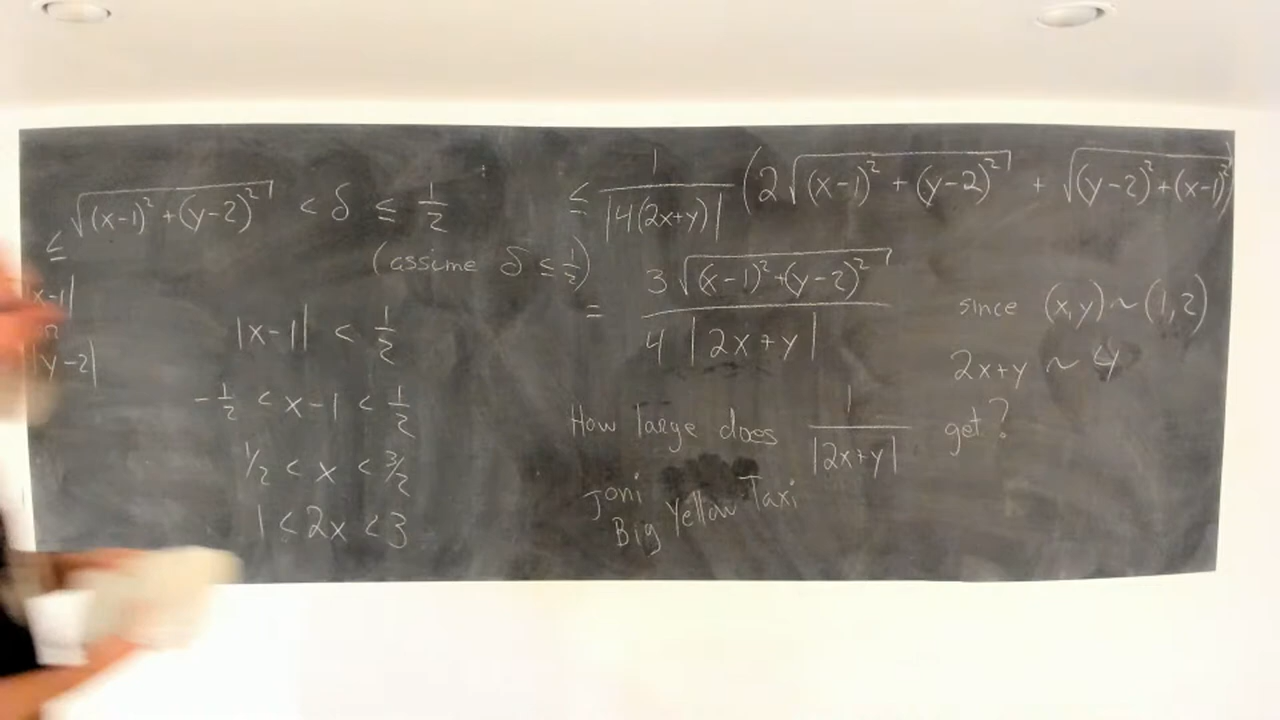 √((x-1)² + (y-2)²) < δ ≤ 1/2
≤
(assume δ ≤ 1/2)
|x-1|
|y-2|
|x-1| < 1/2
-1/2 < x-1 < 1/2
1/2 < x < 3/2
1 < 2x < 3
≤ 1/|4(2x+y)| (2√((x-1)² + (y-2)²) + √((y-2)² + (x-1)²)
= 3√((x-1)² + (y-2)²) / 4|2x+y|
since (x,y) ~ (1,2)
2x+y ~ 4
How large does 1/|2x+y| get?
Joni
Big Yellow Taxi